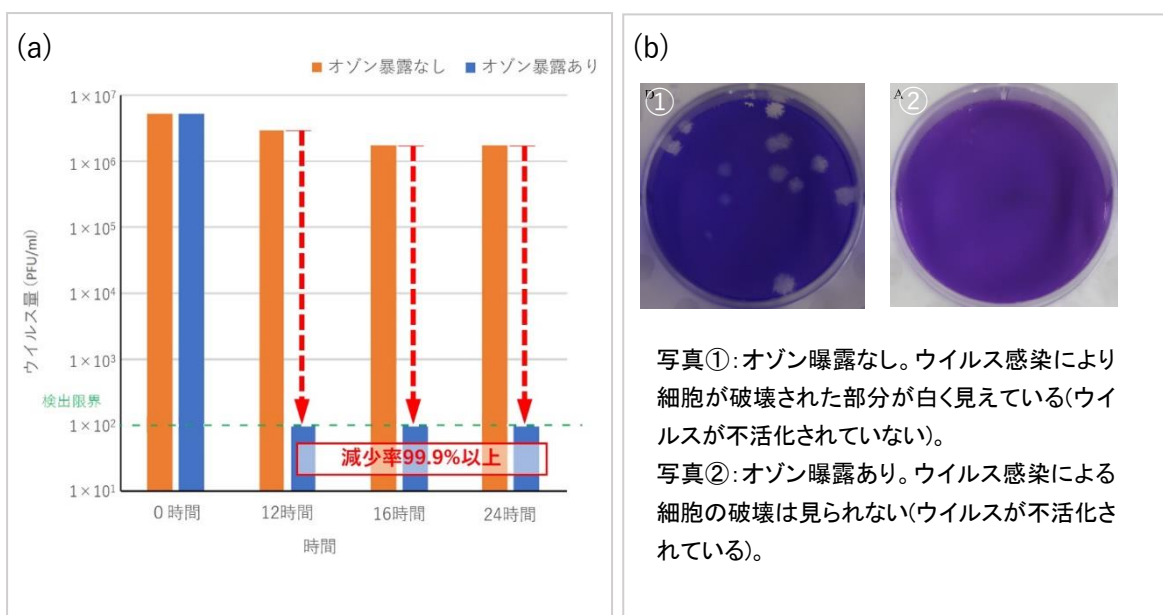 (a)
■オゾン暴露なし ■オゾン暴露あり
1×10⁷
1×10⁶
1×10⁵
1×10⁴
1×10³
1×10²
1×10¹
ウイルス量(PFU/ml)
検出限界
減少率99.9%以上
0時間 12時間 16時間 24時間
時間
(b)
D ①
A ②
写真①:オゾン曝露なし。ウイルス感染により
細胞が破壊された部分が白く見えている(ウイ
ルスが不活化されていない)。
写真②:オゾン曝露あり。ウイルス感染による
細胞の破壊は見られない(ウイルスが不活化さ
れている)。